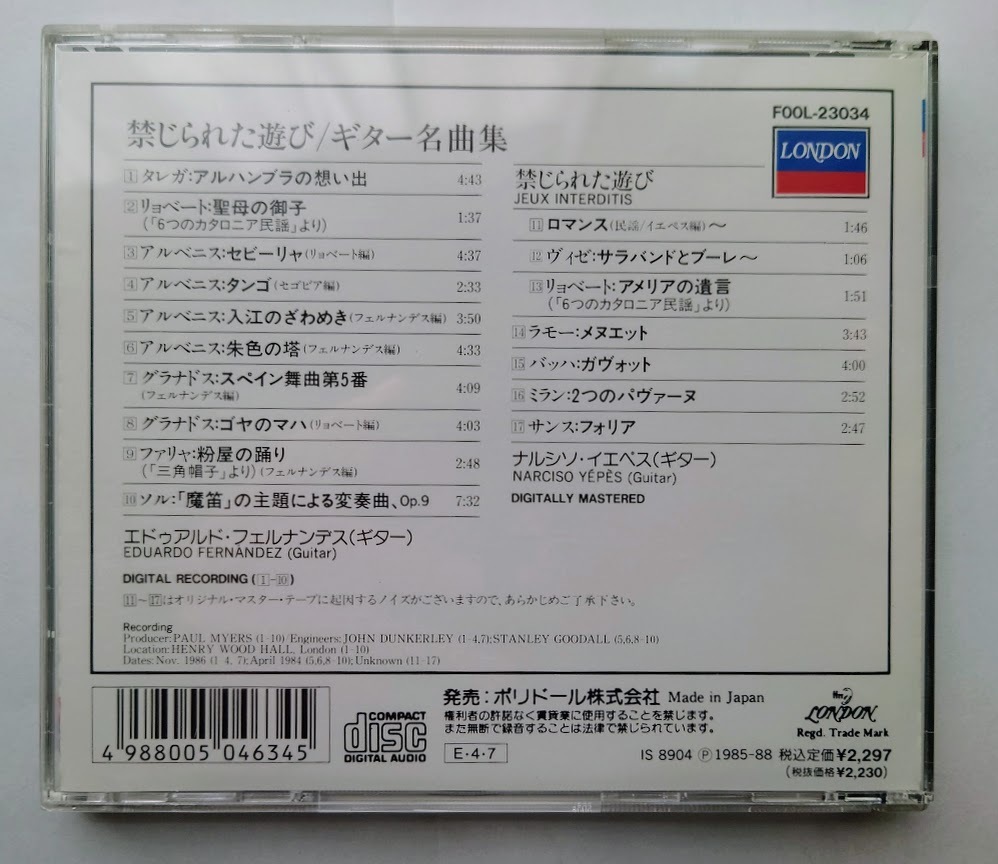 FOOL-23034
LONDON
禁じられた遊び/ギター名曲集
1 タレガ:アルハンブラの想い出 4:43
2 リョベート:聖母の御子
(「6つのカタロニア民謡」より) 1:37
3 アルベニス:セビーリャ(リョベート編) 4:37
4 アルベニス:タンゴ(セゴビア編) 2:33
5 アルベニス:入江のざわめき(フェルナンデス編) 3:50
6 アルベニス:朱色の塔(フェルナンデス編) 4:33
7 グラナドス:スペイン舞曲第5番
(フェルナンデス編) 4:09
8 グラナドス:ゴヤのマハ(リョベート編) 4:03
9 ファリャ:粉屋の踊り
(「三角帽子」より)(フェルナンデス編) 2:48
10 ソル:「魔笛」の主題による変奏曲、Op.9 7:32
エドゥアルド・フェルナンデス(ギター)
EDUARDO FERNANDEZ (Guitar)
DIGITAL RECORDING (1-10)
禁じられた遊び
JEUX INTERDITIS
11 ロマンス(民謡/イエペス編)〜 1:46
12 ヴィゼ:サラバンドとブーレ〜 1:06
13 リョベート:アメリアの遺言
(「6つのカタロニア民謡」より) 1:51
14 ラモー:メヌエット 3:43
15 バッハ:ガヴォット 4:00
16 ミラン:2つのパヴァーヌ 2:52
17 サンス:フォリア 2:47
ナルシソ・イエペス(ギター)
NARCISO YÉPÈS (Guitar)
DIGITALLY MASTERED
11〜17はオリジナル・マスター・テープに起因するノイズがございますので、あらかじめご了承下さい。
Recording
Producer:PAUL MYERS (1-10)/Engineers:JOHN DUNKERLEY (1-4,7);STANLEY GOODALL (5,6,8-10)
Location:HENRY WOOD HALL, London (1-10)
Dates:Nov. 1986 (1-4, 7);April 1984 (5,6,8-10);Unknown (11-17)
4 988005 046345
COMPACT
disc
DIGITAL AUDIO
発売:ポリドール株式会社 Made in Japan
権利者の許諾なく賃貸業に使用することを禁じます。
また無断で録音することは法律で禁じられています。
E・4・7
LONDON
Regd. Trade Mark
IS 8904 Ⓟ1985-88 税込定価¥2,297
(税抜価格¥2,230)